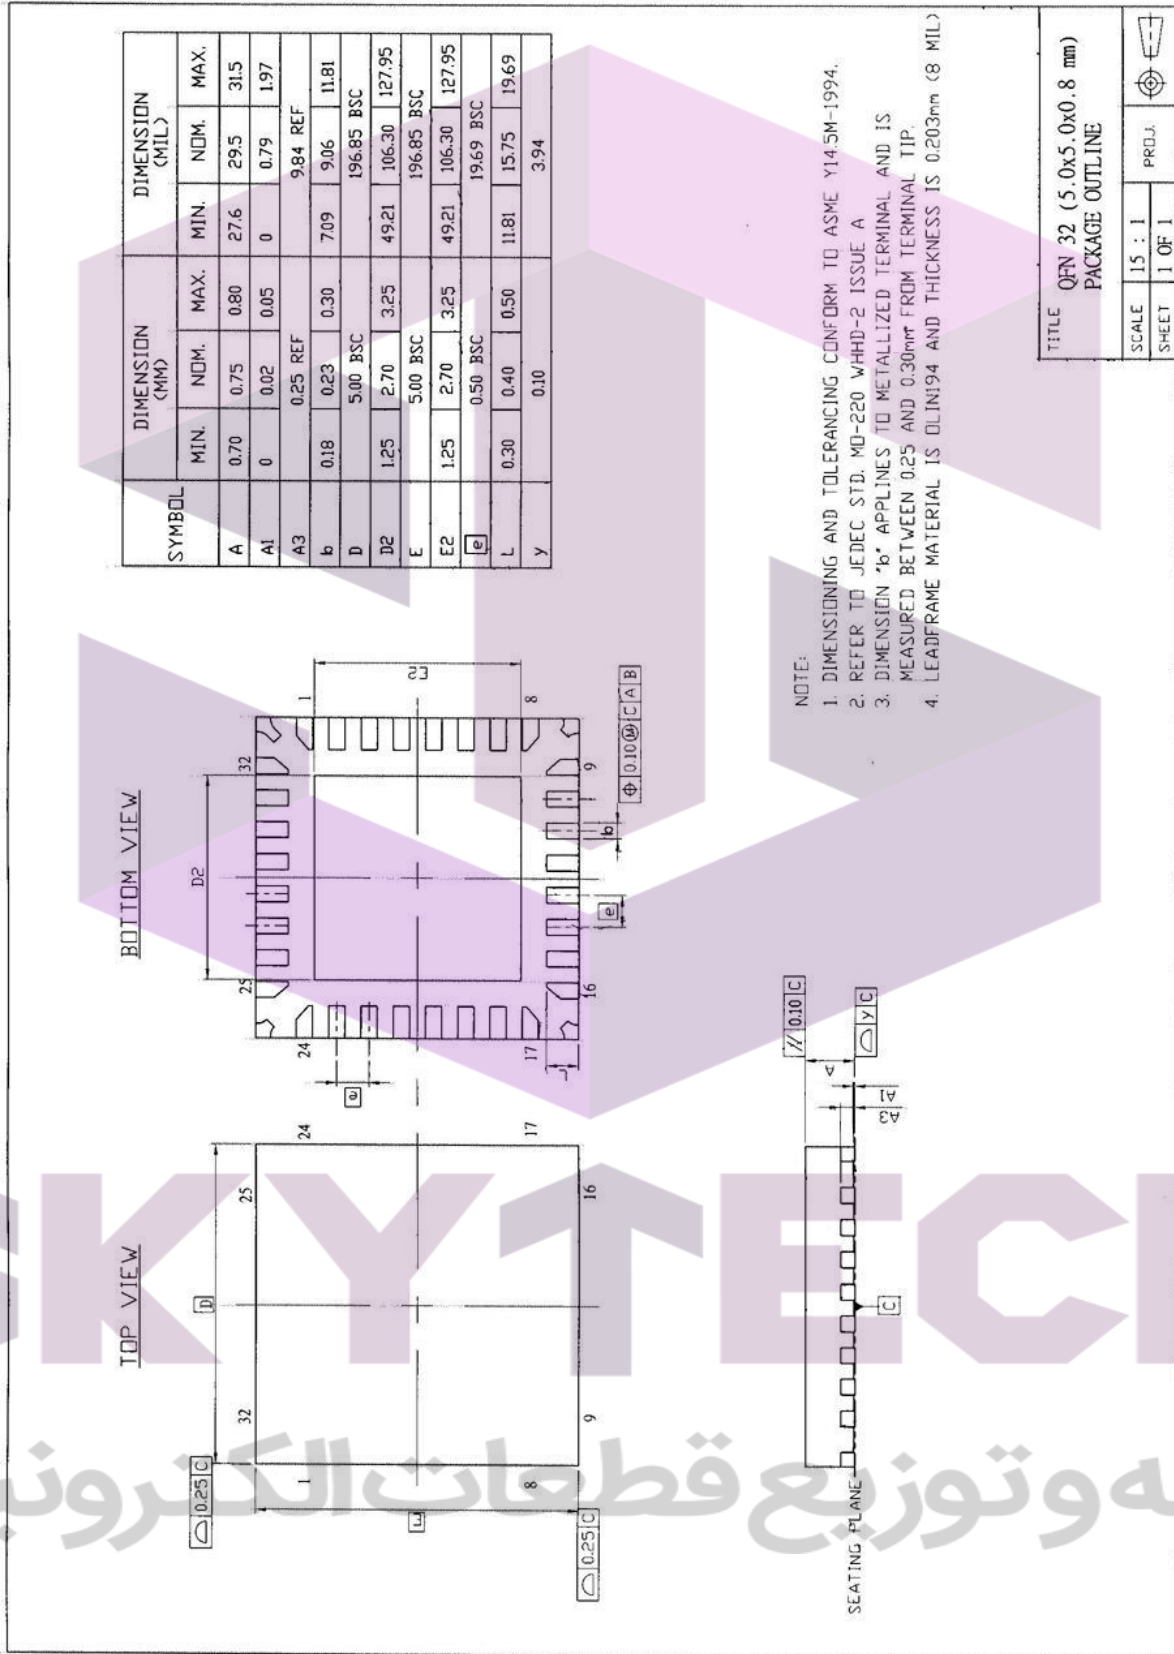 TOP VIEW
D
32
25
⌓ 0.25 C
1
24
E
8
17
9
16
⌓ 0.25 C
BOTTOM VIEW
D2
25
32
24
1
e
E2
17
8
L
16
9
e
b
⌖ 0.10 Ⓜ C A B
// 0.10 C
A
⌓ y C
A3
A1
C
SEATING PLANE
SYMBOL DIMENSION (MM) DIMENSION (MIL)
MIN. NOM. MAX. MIN. NOM. MAX.
A 0.70 0.75 0.80 27.6 29.5 31.5
A1 0 0.02 0.05 0 0.79 1.97
A3 0.25 REF 9.84 REF
b 0.18 0.23 0.30 7.09 9.06 11.81
D 5.00 BSC 196.85 BSC
D2 1.25 2.70 3.25 49.21 106.30 127.95
E 5.00 BSC 196.85 BSC
E2 1.25 2.70 3.25 49.21 106.30 127.95
e 0.50 BSC 19.69 BSC
L 0.30 0.40 0.50 11.81 15.75 19.69
y 0.10 3.94
NOTE:
1. DIMENSIONING AND TOLERANCING CONFORM TO ASME Y14.5M-1994.
2. REFER TO JEDEC STD. MO-220 WHHD-2 ISSUE A
3. DIMENSION "b" APPLINES TO METALLIZED TERMINAL AND IS
MEASURED BETWEEN 0.25 AND 0.30mm FROM TERMINAL TIP.
4. LEADFRAME MATERIAL IS OLIN194 AND THICKNESS IS 0.203mm (8 MIL)
TITLE
QFN 32 (5.0x5.0x0.8 mm)
PACKAGE OUTLINE
SCALE 15 : 1 PROJ.
SHEET 1 OF 1
SKYTECH
ه وتوزیع قطعات الکترونی